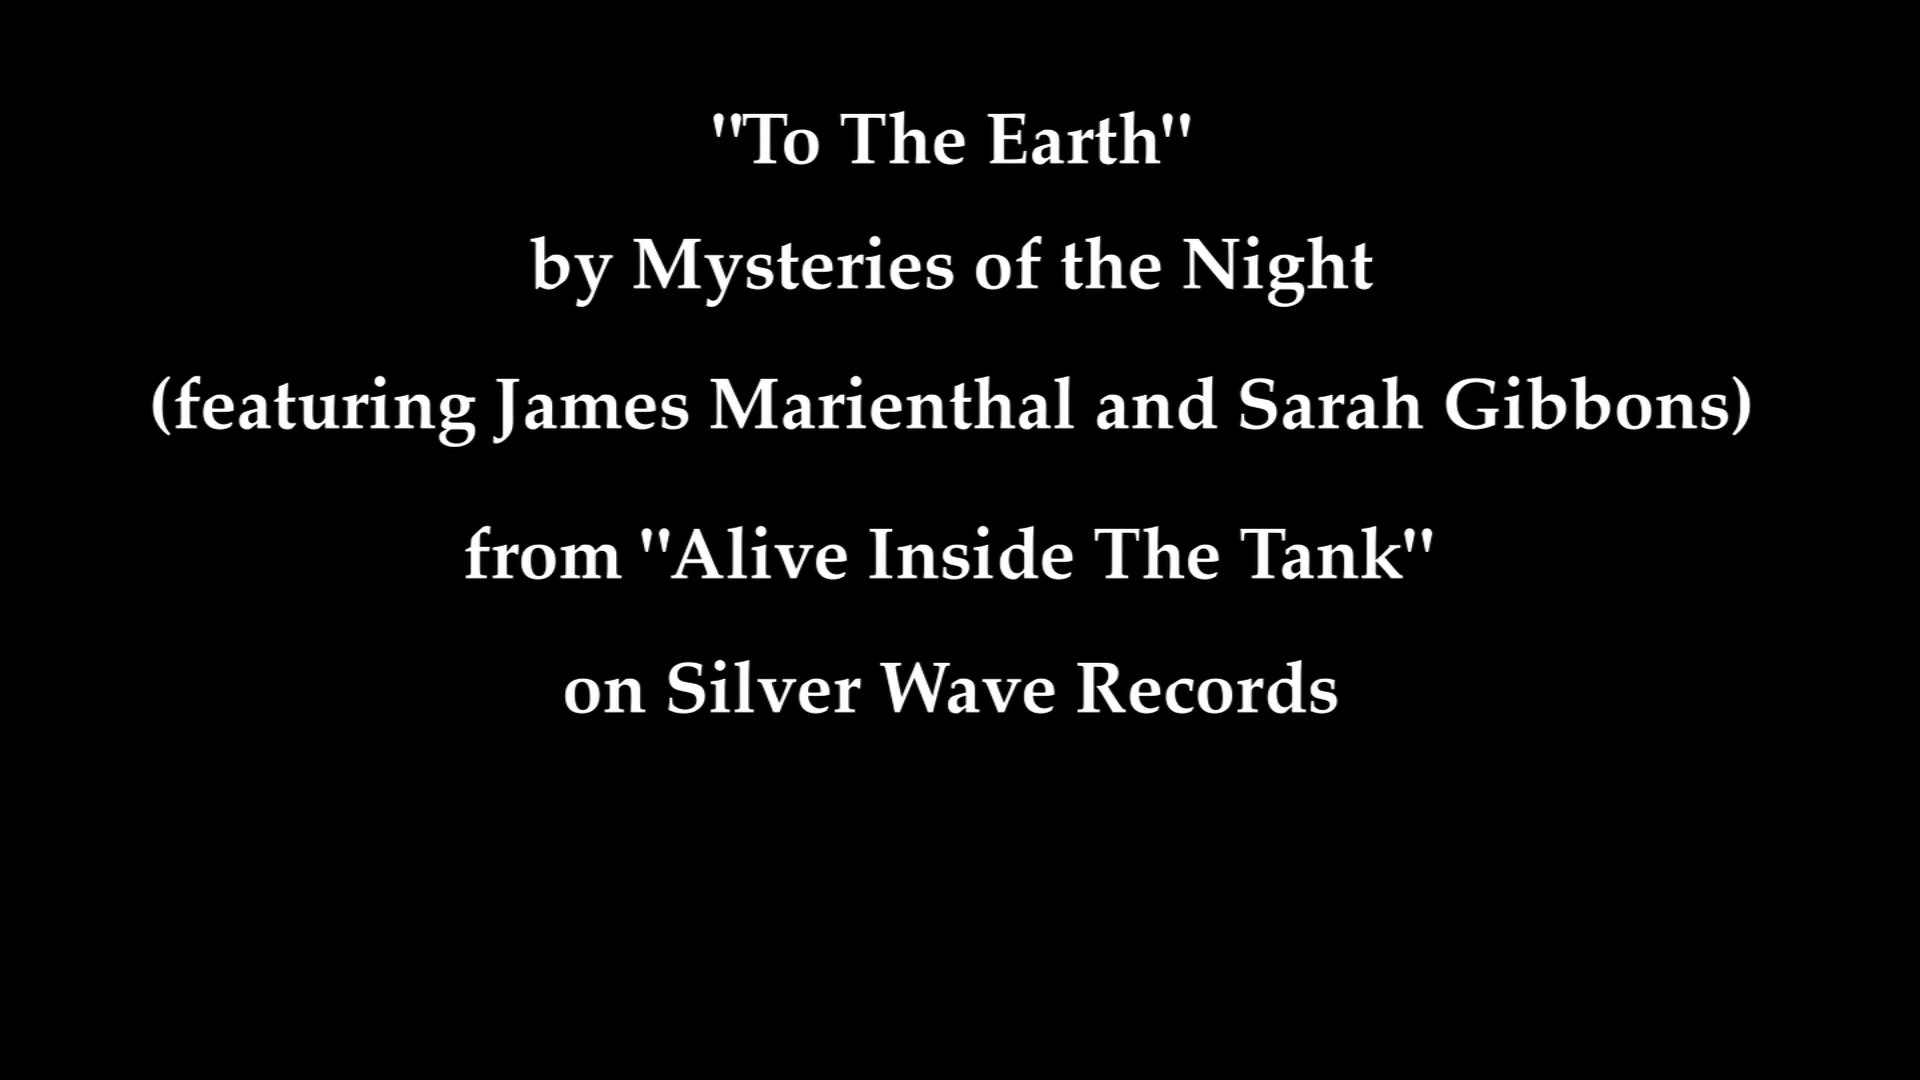 "To The Earth"
by Mysteries of the Night
(featuring James Marienthal and Sarah Gibbons)
from "Alive Inside The Tank"
on Silver Wave Records